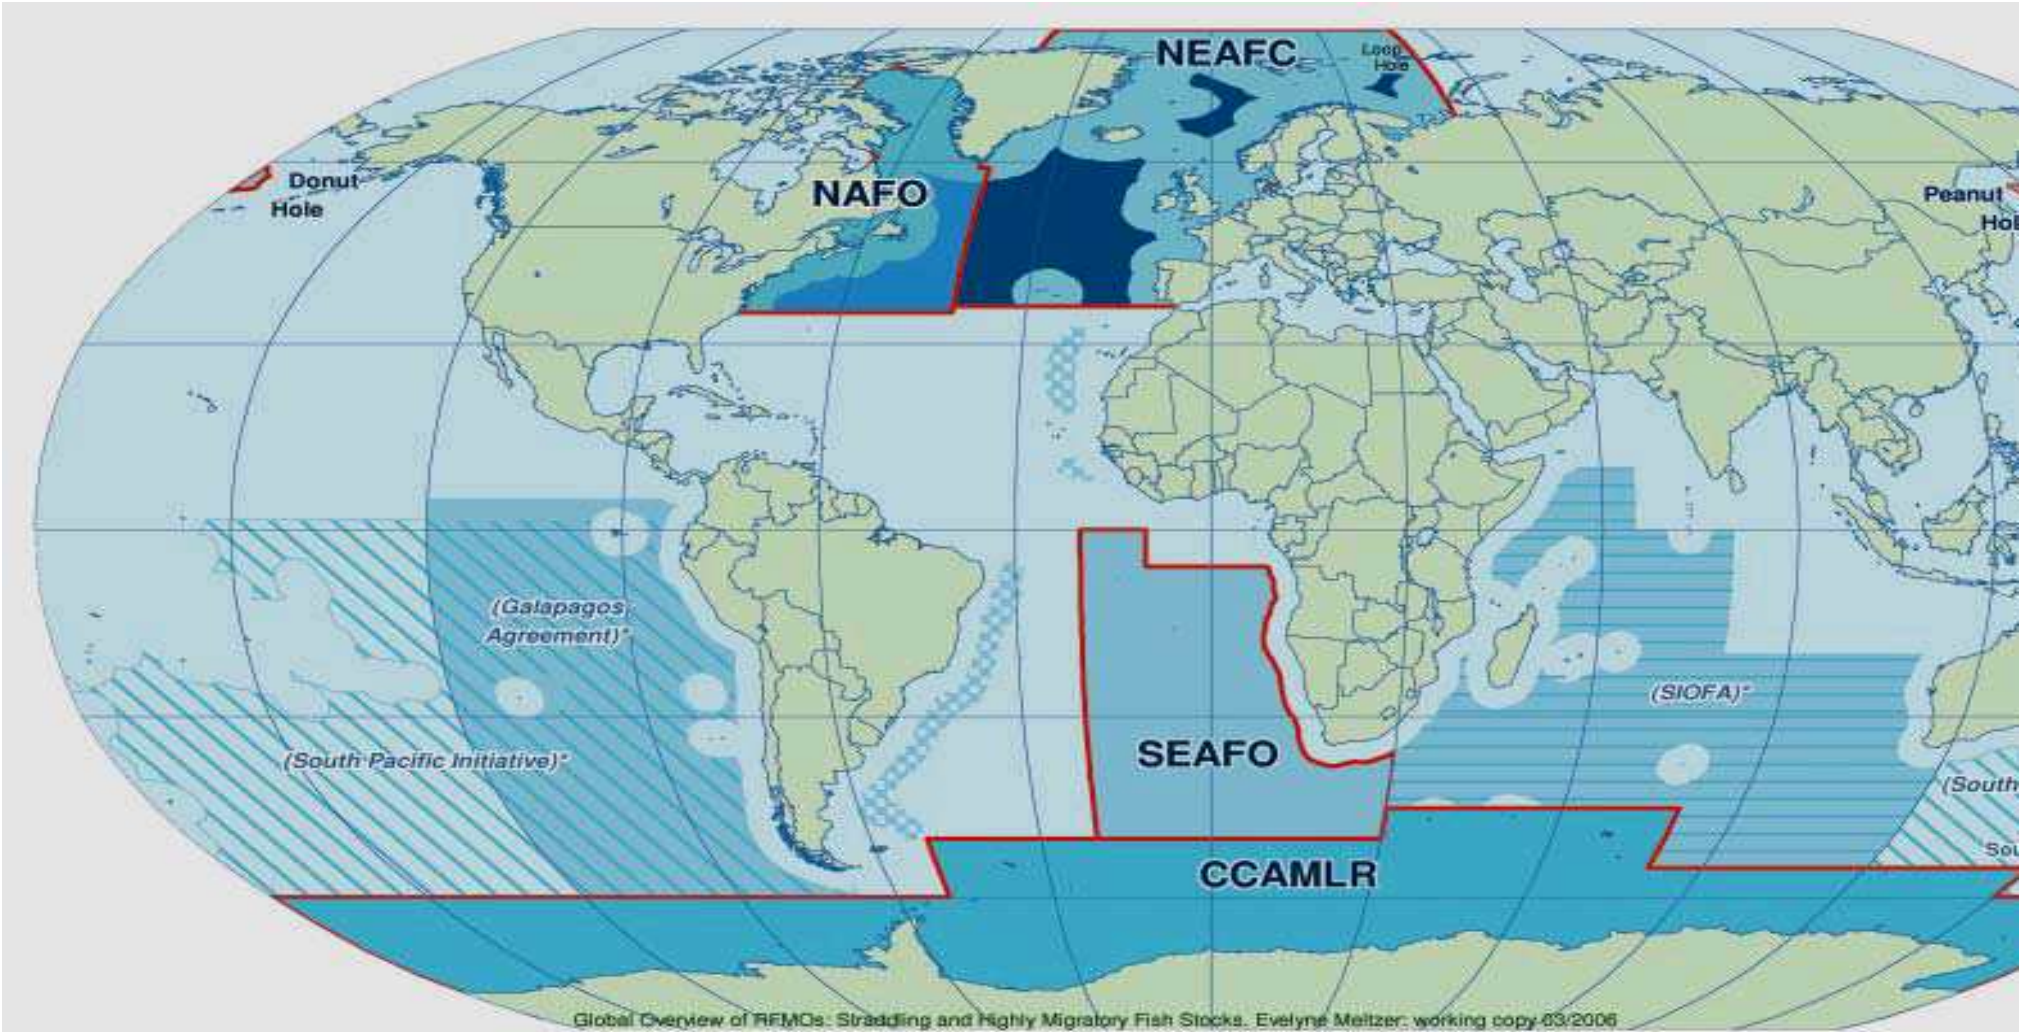 NEAFC
Loop
Hole
Donut
Hole
NAFO
Peanut
Hol
(Galapagos
Agreement)*
(SIOFA)*
(South Pacific Initiative)*
SEAFO
(South
Sou
CCAMLR
Global Overview of RFMOs: Straddling and Highly Migratory Fish Stocks. Evelyne Meltzer: working copy 03/2006